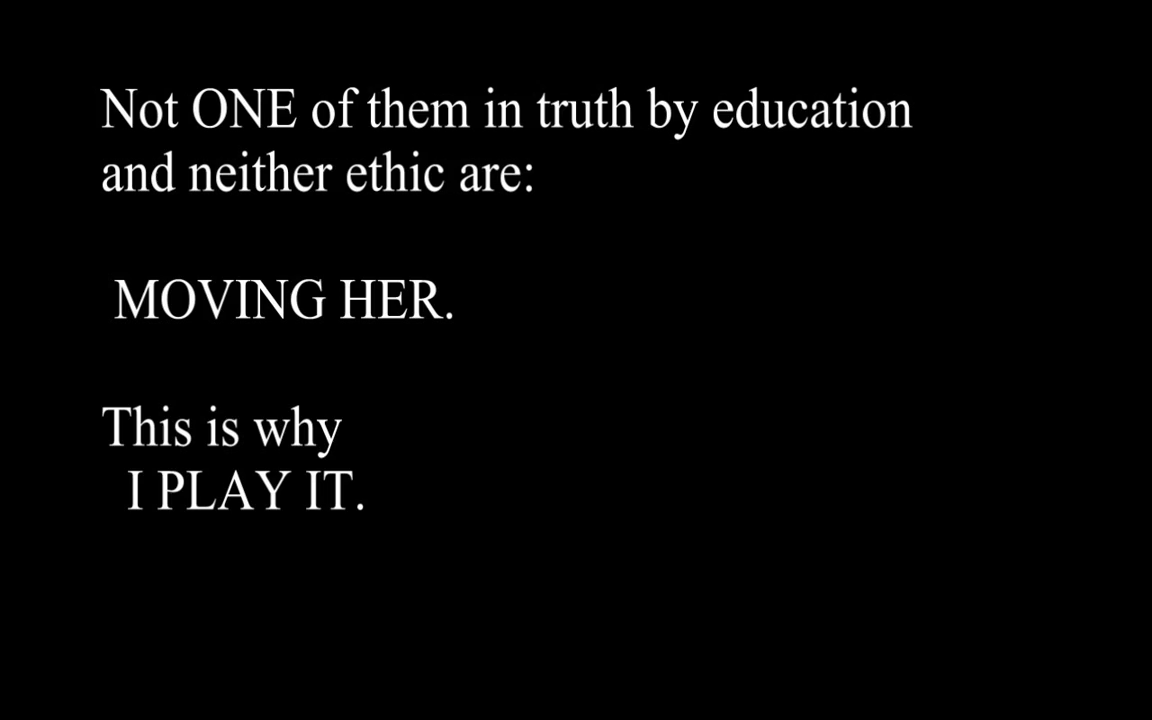 Not ONE of them in truth by education
and neither ethic are:
MOVING HER.
This is why
I PLAY IT.